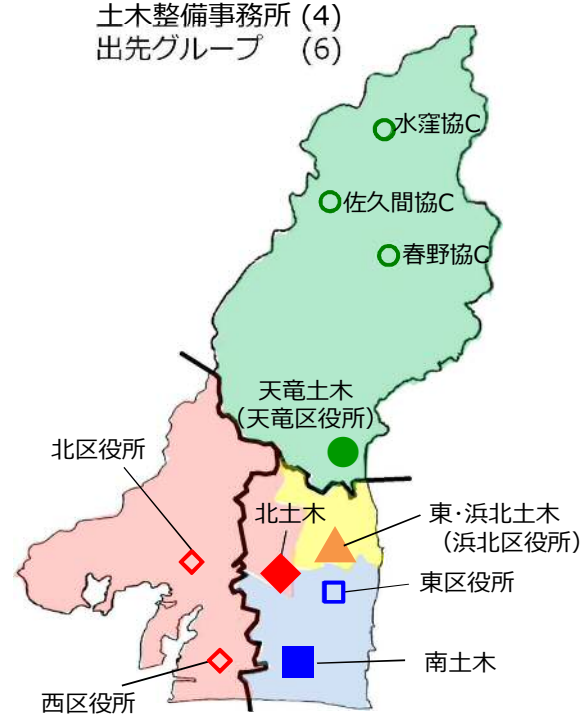 土木整備事務所 (4)
出先グループ (6)
水窪協C
佐久間協C
春野協C
天竜土木
（天竜区役所）
北区役所
北土木
東・浜北土木
（浜北区役所）
東区役所
南土木
西区役所